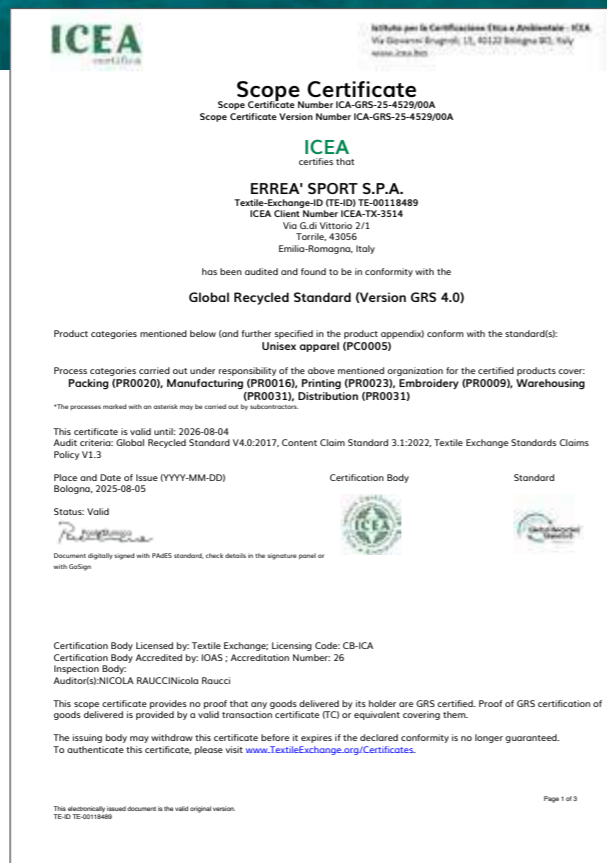 ICEA
certifica
Istituto per la Certificazione Etica e Ambientale - ICEA
Via Giovanni Brugnoli, 15, 40122 Bologna BO, Italy
www.icea.bio
Scope Certificate
Scope Certificate Number ICA-GRS-25-4529/00A
Scope Certificate Version Number ICA-GRS-25-4529/00A
ICEA
certifies that
ERREA' SPORT S.P.A.
Textile-Exchange-ID (TE-ID) TE-00118489
ICEA Client Number ICEA-TX-3514
Via G.di Vittorio 2/1
Torrile, 43056
Emilia-Romagna, Italy
has been audited and found to be in conformity with the
Global Recycled Standard (Version GRS 4.0)
Product categories mentioned below (and further specified in the product appendix) conform with the standard(s):
Unisex apparel (PC0005)
Process categories carried out under responsibility of the above mentioned organization for the certified products cover:
Packing (PR0020), Manufacturing (PR0016), Printing (PR0023), Embroidery (PR0009), Warehousing
(PR0031), Distribution (PR0031)
*The processes marked with an asterisk may be carried out by subcontractors.
This certificate is valid until: 2026-08-04
Audit criteria: Global Recycled Standard V4.0:2017, Content Claim Standard 3.1:2022, Textile Exchange Standards Claims
Policy V1.3
Place and Date of Issue (YYYY-MM-DD)
Bologna, 2025-08-05
Certification Body
Standard
Status: Valid
ICEA
Global Recycled
Standard
Document digitally signed with PAdES standard, check details in the signature panel or
with GoSign
Certification Body Licensed by: Textile Exchange; Licensing Code: CB-ICA
Certification Body Accredited by: IOAS ; Accreditation Number: 26
Inspection Body:
Auditor(s):NICOLA RAUCCINicola Raucci
This scope certificate provides no proof that any goods delivered by its holder are GRS certified. Proof of GRS certification of
goods delivered is provided by a valid transaction certificate (TC) or equivalent covering them.
The issuing body may withdraw this certificate before it expires if the declared conformity is no longer guaranteed.
To authenticate this certificate, please visit www.TextileExchange.org/Certificates.
This electronically issued document is the valid original version.
TE-ID TE-00118489
Page 1 of 3